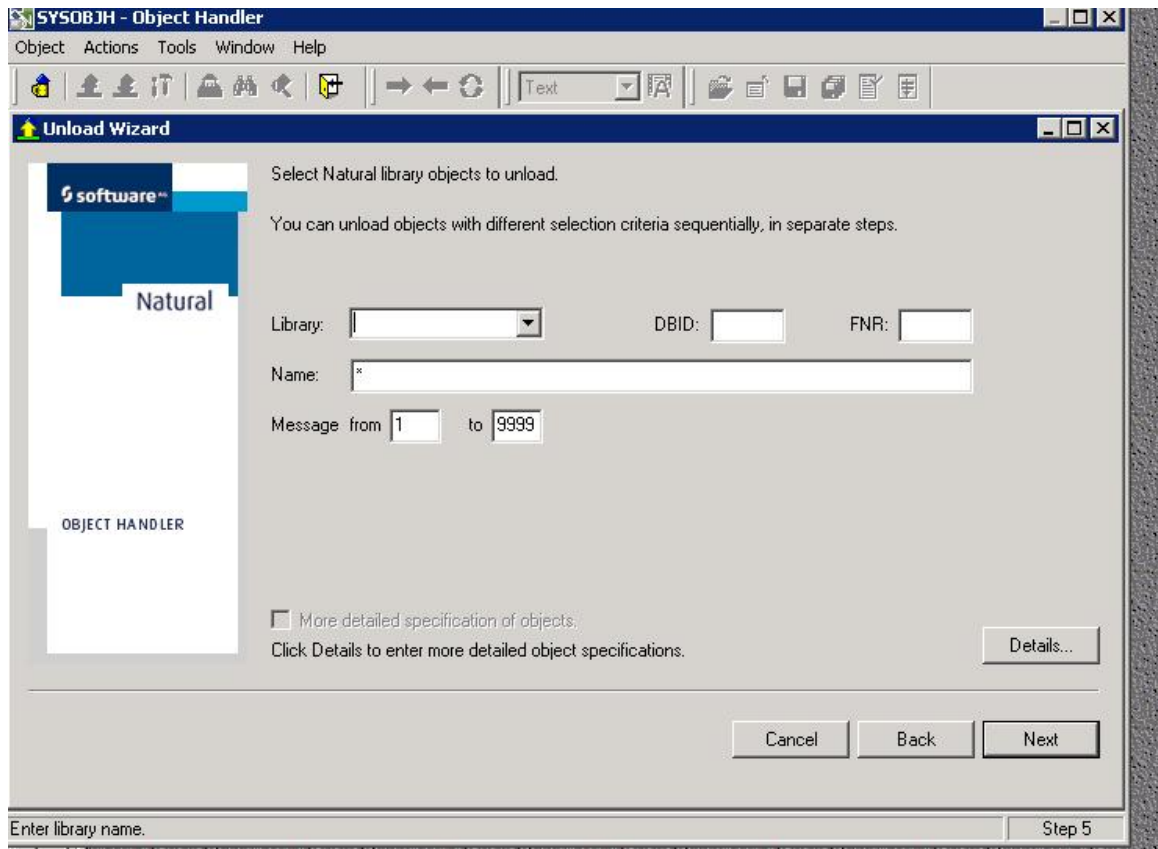 SYSOBJH - Object Handler
Object Actions Tools Window Help
Text
Unload Wizard
software AG
Natural
OBJECT HANDLER
Select Natural library objects to unload.
You can unload objects with different selection criteria sequentially, in separate steps.
Library: DBID: FNR:
Name: *
Message from 1 to 9999
More detailed specification of objects.
Click Details to enter more detailed object specifications.
Details...
Cancel Back Next
Enter library name. Step 5